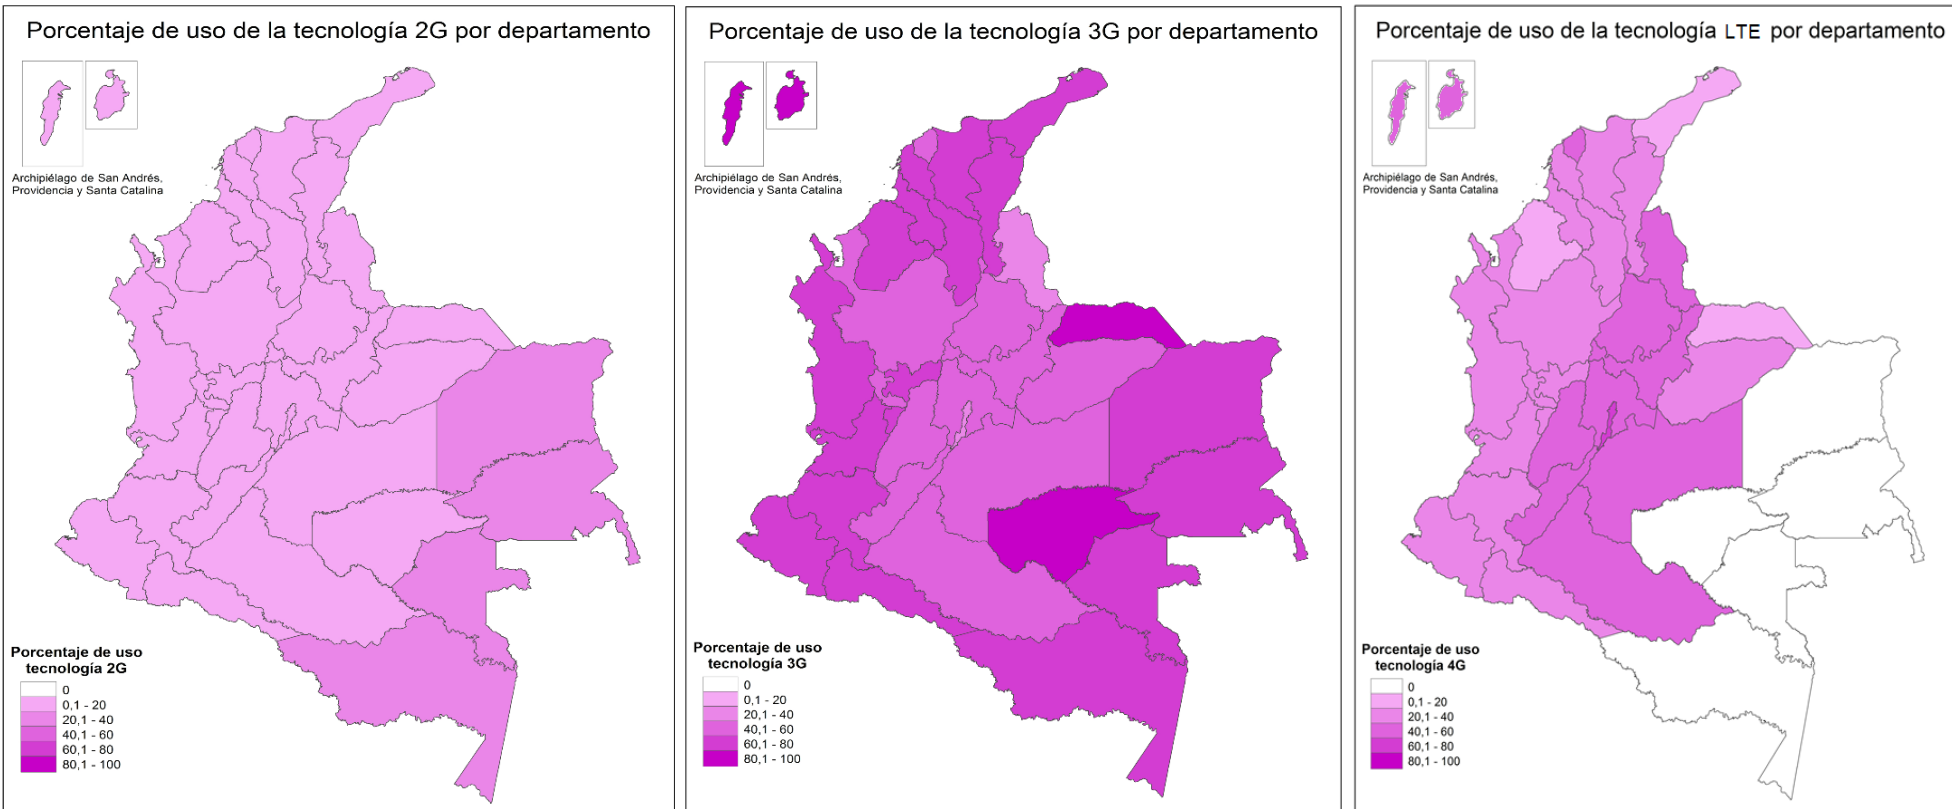 Porcentaje de uso de la tecnología 2G por departamento
Archipiélago de San Andrés,
Providencia y Santa Catalina
Porcentaje de uso
tecnología 2G
0
0,1 - 20
20,1 - 40
40,1 - 60
60,1 - 80
80,1 - 100
Porcentaje de uso de la tecnología 3G por departamento
Archipiélago de San Andrés,
Providencia y Santa Catalina
Porcentaje de uso
tecnología 3G
0
0,1 - 20
20,1 - 40
40,1 - 60
60,1 - 80
80,1 - 100
Porcentaje de uso de la tecnología LTE por departamento
Archipiélago de San Andrés,
Providencia y Santa Catalina
Porcentaje de uso
tecnología 4G
0
0,1 - 20
20,1 - 40
40,1 - 60
60,1 - 80
80,1 - 100